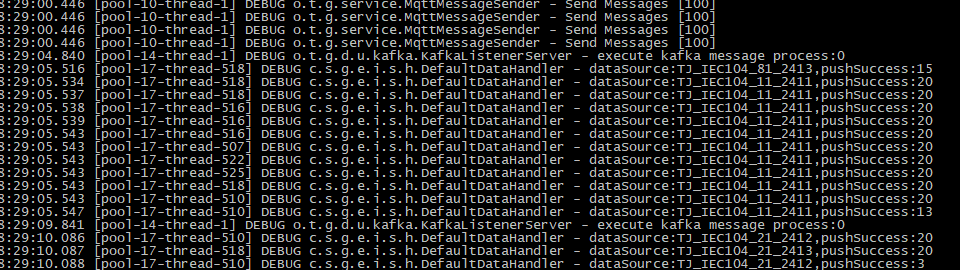 8:29:00.446 [pool-10-thread-1] DEBUG o.t.g.service.MqttMessageSender - Send Messages [100]
8:29:00.446 [pool-10-thread-1] DEBUG o.t.g.service.MqttMessageSender - Send Messages [100]
8:29:00.446 [pool-10-thread-1] DEBUG o.t.g.service.MqttMessageSender - Send Messages [100]
8:29:00.446 [pool-10-thread-1] DEBUG o.t.g.service.MqttMessageSender - Send Messages [100]
8:29:04.840 [pool-14-thread-1] DEBUG o.t.g.d.u.kafka.KafkaListenerServer - execute kafka message process:0
8:29:05.516 [pool-17-thread-518] DEBUG c.s.g.e.i.s.h.DefaultDataHandler - dataSource:TJ_IEC104_81_2413,pushSuccess:15
8:29:05.534 [pool-17-thread-518] DEBUG c.s.g.e.i.s.h.DefaultDataHandler - dataSource:TJ_IEC104_11_2411,pushSuccess:20
8:29:05.537 [pool-17-thread-518] DEBUG c.s.g.e.i.s.h.DefaultDataHandler - dataSource:TJ_IEC104_11_2411,pushSuccess:20
8:29:05.538 [pool-17-thread-516] DEBUG c.s.g.e.i.s.h.DefaultDataHandler - dataSource:TJ_IEC104_11_2411,pushSuccess:20
8:29:05.539 [pool-17-thread-516] DEBUG c.s.g.e.i.s.h.DefaultDataHandler - dataSource:TJ_IEC104_11_2411,pushSuccess:20
8:29:05.543 [pool-17-thread-516] DEBUG c.s.g.e.i.s.h.DefaultDataHandler - dataSource:TJ_IEC104_11_2411,pushSuccess:20
8:29:05.543 [pool-17-thread-507] DEBUG c.s.g.e.i.s.h.DefaultDataHandler - dataSource:TJ_IEC104_11_2411,pushSuccess:20
8:29:05.543 [pool-17-thread-522] DEBUG c.s.g.e.i.s.h.DefaultDataHandler - dataSource:TJ_IEC104_11_2411,pushSuccess:20
8:29:05.543 [pool-17-thread-525] DEBUG c.s.g.e.i.s.h.DefaultDataHandler - dataSource:TJ_IEC104_11_2411,pushSuccess:20
8:29:05.543 [pool-17-thread-518] DEBUG c.s.g.e.i.s.h.DefaultDataHandler - dataSource:TJ_IEC104_11_2411,pushSuccess:20
8:29:05.543 [pool-17-thread-510] DEBUG c.s.g.e.i.s.h.DefaultDataHandler - dataSource:TJ_IEC104_11_2411,pushSuccess:20
8:29:05.547 [pool-17-thread-510] DEBUG c.s.g.e.i.s.h.DefaultDataHandler - dataSource:TJ_IEC104_11_2411,pushSuccess:13
8:29:09.841 [pool-14-thread-1] DEBUG o.t.g.d.u.kafka.KafkaListenerServer - execute kafka message process:0
8:29:10.086 [pool-17-thread-510] DEBUG c.s.g.e.i.s.h.DefaultDataHandler - dataSource:TJ_IEC104_21_2412,pushSuccess:20
8:29:10.087 [pool-17-thread-518] DEBUG c.s.g.e.i.s.h.DefaultDataHandler - dataSource:TJ_IEC104_21_2413,pushSuccess:20
8:29:10.088 [pool-17-thread-510] DEBUG c.s.g.e.i.s.h.DefaultDataHandler - dataSource:TJ_IEC104_21_2412,pushSuccess:3